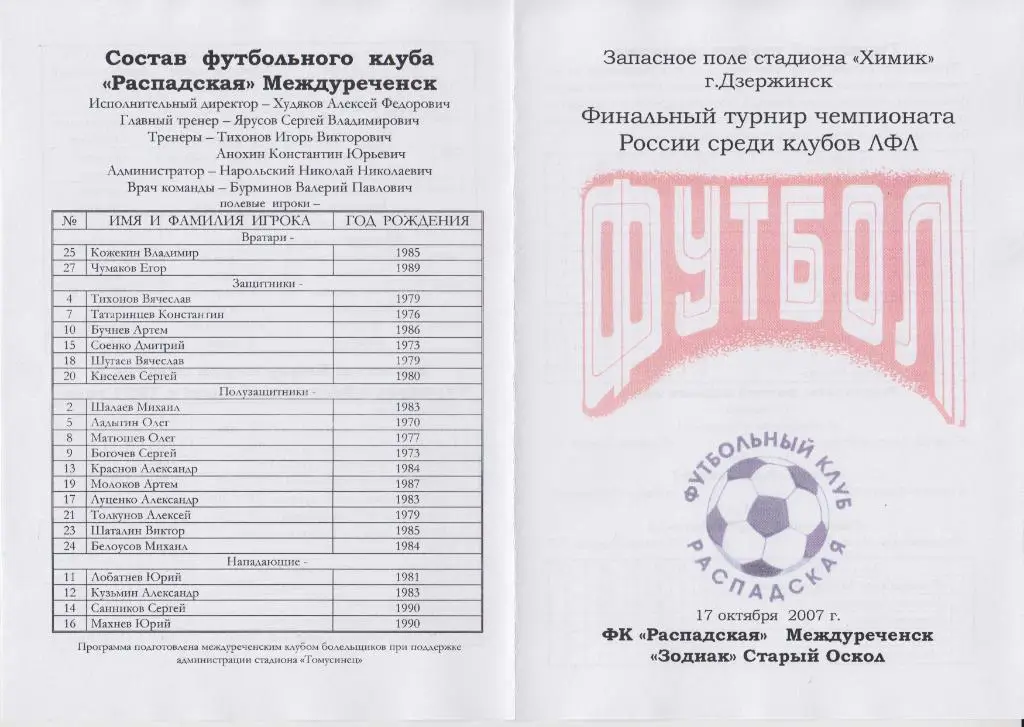 Состав футбольного клуба
«Распадская» Междуреченск
Исполнительный директор – Худяков Алексей Федорович
Главный тренер – Ярусов Сергей Владимирович
Тренеры – Тихонов Игорь Викторович
Анохин Константин Юрьевич
Администратор – Нарольский Николай Николаевич
Врач команды – Бурминов Валерий Павлович
полевые игроки –
№ ИМЯ И ФАМИЛИЯ ИГРОКА ГОД РОЖДЕНИЯ
Вратари -
25 Кожекин Владимир 1985
27 Чумаков Егор 1989
Защитники -
4 Тихонов Вячеслав 1979
7 Татаринцев Константин 1976
10 Бучнев Артем 1986
15 Соенко Дмитрий 1973
18 Шугаев Вячеслав 1979
20 Киселев Сергей 1980
Полузащитники -
2 Шалаев Михаил 1983
5 Ладыгин Олег 1970
8 Матюшев Олег 1977
9 Богочев Сергей 1973
13 Краснов Александр 1984
19 Молоков Артем 1987
17 Луценко Александр 1983
21 Толкунов Алексей 1979
23 Шаталин Виктор 1985
24 Белоусов Михаил 1984
Нападающие -
11 Лобатнев Юрий 1981
12 Кузьмин Александр 1983
14 Санников Сергей 1990
16 Махнев Юрий 1990
Программа подготовлена междуреченским клубом болельщиков при поддержке
администрации стадиона «Томусинец»
Запасное поле стадиона «Химик»
г.Дзержинск
Финальный турнир чемпионата
России среди клубов ЛФЛ
ФУТБОЛ
ФУТБОЛЬНЫЙ КЛУБ
РАСПАДСКАЯ
17 октября 2007 г.
ФК «Распадская» Междуреченск
«Зодиак» Старый Оскол